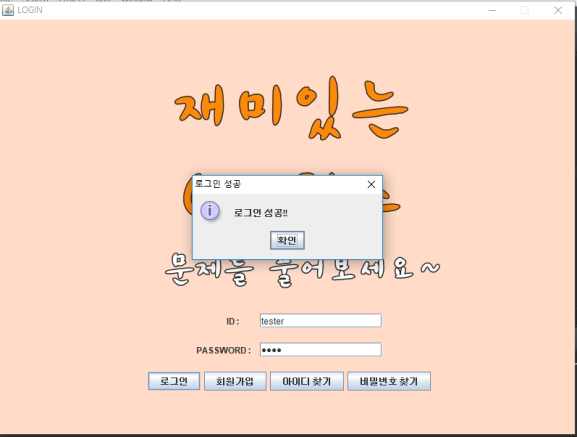 LOGIN
재미있는
로그인 성공
로그인 성공!!
확인
문제를 풀어보세요~
ID :
tester
PASSWORD :
●●●●
로그인
회원가입
아이디 찾기
비밀번호 찾기